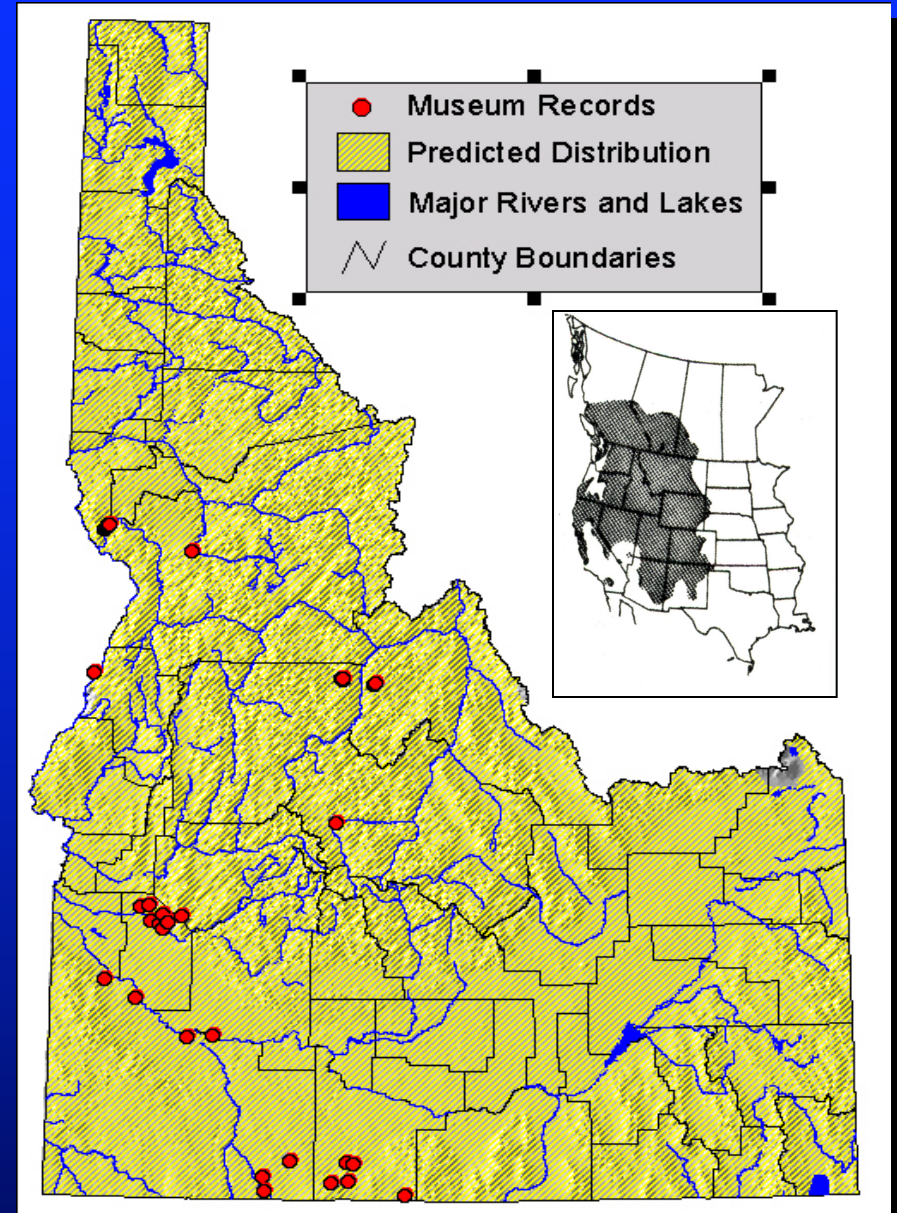 Museum Records
Predicted Distribution
Major Rivers and Lakes
County Boundaries